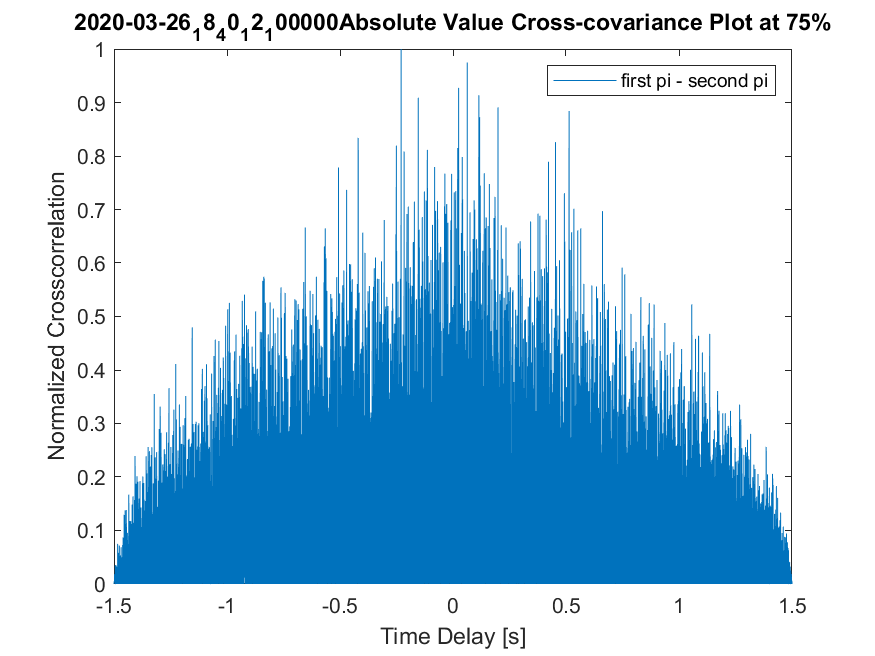 2020-03-26₁8₄0₁2₁00000Absolute Value Cross-covariance Plot at 75%
first pi - second pi
Normalized Crosscorrelation
1
0.9
0.8
0.7
0.6
0.5
0.4
0.3
0.2
0.1
0
-1.5 -1 -0.5 0 0.5 1 1.5
Time Delay [s]